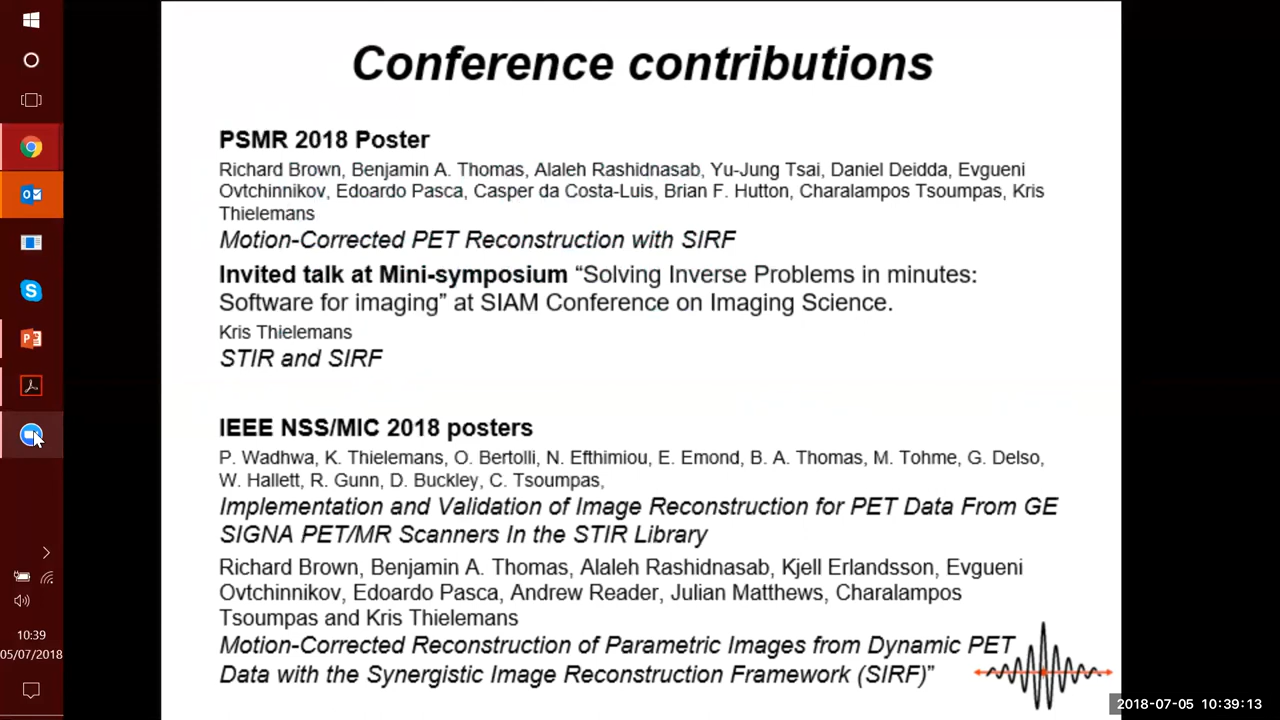 Conference contributions
PSMR 2018 Poster
Richard Brown, Benjamin A. Thomas, Alaleh Rashidnasab, Yu-Jung Tsai, Daniel Deidda, Evgueni
Ovtchinnikov, Edoardo Pasca, Casper da Costa-Luis, Brian F. Hutton, Charalampos Tsoumpas, Kris
Thielemans
Motion-Corrected PET Reconstruction with SIRF
Invited talk at Mini-symposium “Solving Inverse Problems in minutes:
Software for imaging” at SIAM Conference on Imaging Science.
Kris Thielemans
STIR and SIRF
IEEE NSS/MIC 2018 posters
P. Wadhwa, K. Thielemans, O. Bertolli, N. Efthimiou, E. Emond, B. A. Thomas, M. Tohme, G. Delso,
W. Hallett, R. Gunn, D. Buckley, C. Tsoumpas,
Implementation and Validation of Image Reconstruction for PET Data From GE
SIGNA PET/MR Scanners In the STIR Library
Richard Brown, Benjamin A. Thomas, Alaleh Rashidnasab, Kjell Erlandsson, Evgueni
Ovtchinnikov, Edoardo Pasca, Andrew Reader, Julian Matthews, Charalampos
Tsoumpas and Kris Thielemans
Motion-Corrected Reconstruction of Parametric Images from Dynamic PET
Data with the Synergistic Image Reconstruction Framework (SIRF)”
10:39
05/07/2018
2018-07-05 10:39:13